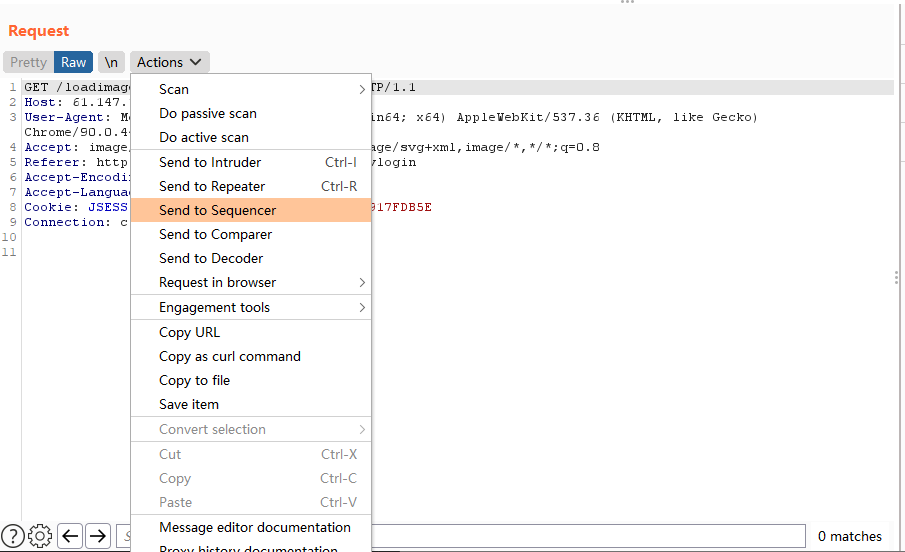 Request
Pretty Raw \n Actions
1 GET /loadimag TP/1.1
2 Host: 61.147.
3 User-Agent: M in64; x64) AppleWebKit/537.36 (KHTML, like Gecko)
Chrome/90.0.4
4 Accept: image, age/svg+xml,image/*,*/*;q=0.8
5 Referer: http /login
6 Accept-Encodi
7 Accept-Langua
8 Cookie: JSESS 917FDB5E
9 Connection: c
10
11
Scan
Do passive scan
Do active scan
Send to Intruder Ctrl-I
Send to Repeater Ctrl-R
Send to Sequencer
Send to Comparer
Send to Decoder
Request in browser
Engagement tools
Copy URL
Copy as curl command
Copy to file
Save item
Convert selection
Cut Ctrl-X
Copy Ctrl-C
Paste Ctrl-V
Message editor documentation
Proxy history documentation
? S 0 matches